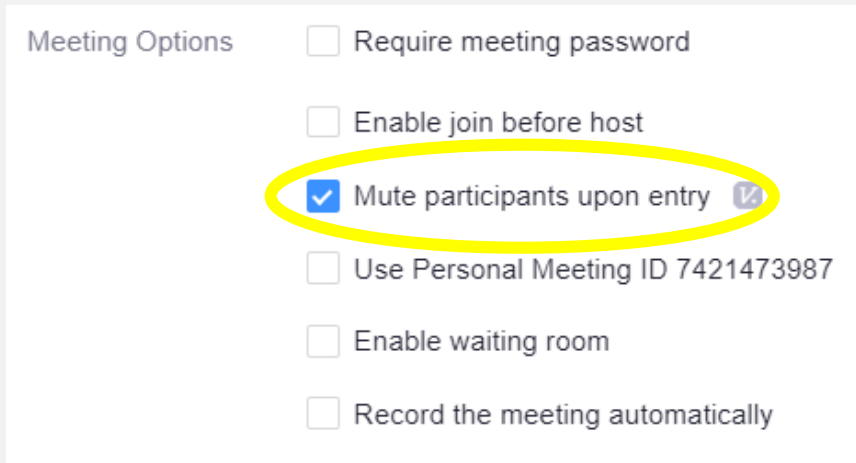 Meeting Options
Require meeting password
Enable join before host
Mute participants upon entry
Use Personal Meeting ID 7421473987
Enable waiting room
Record the meeting automatically